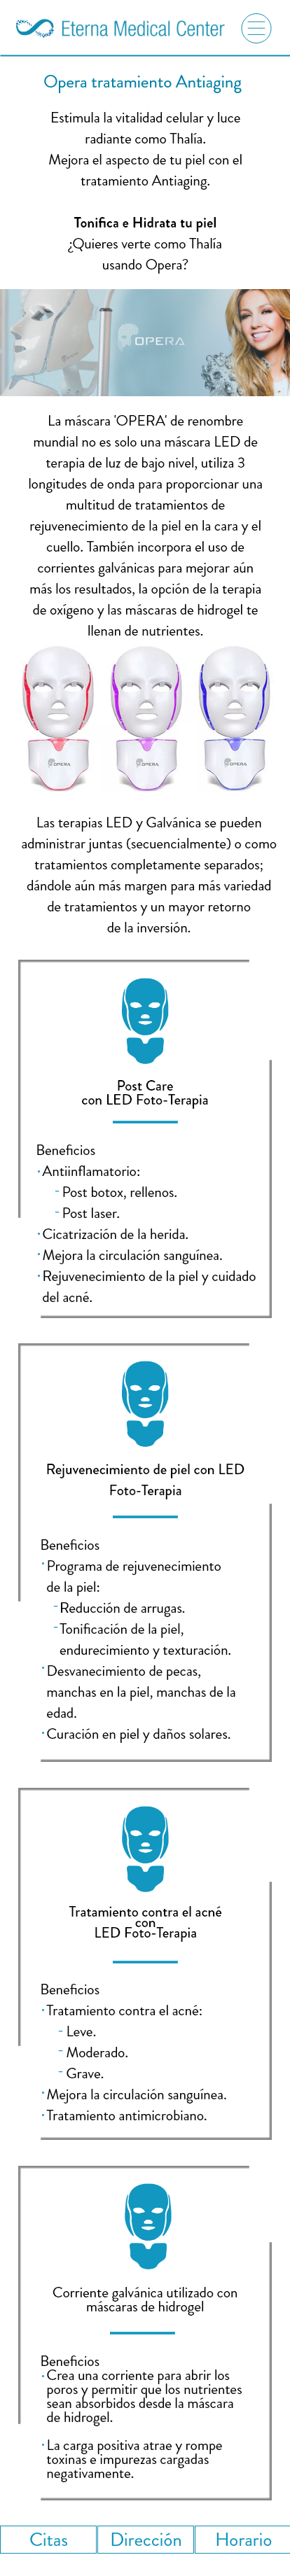 Eterna Medical Center
Opera tratamiento Antiaging
Estimula la vitalidad celular y luce
radiante como Thalía.
Mejora el aspecto de tu piel con el
tratamiento Antiaging.
Tonifica e Hidrata tu piel
¿Quieres verte como Thalía
usando Opera?
OPERA
La máscara 'OPERA' de renombre
mundial no es solo una máscara LED de
terapia de luz de bajo nivel, utiliza 3
longitudes de onda para proporcionar una
multitud de tratamientos de
rejuvenecimiento de la piel en la cara y el
cuello. También incorpora el uso de
corrientes galvánicas para mejorar aún
más los resultados, la opción de la terapia
de oxígeno y las máscaras de hidrogel te
llenan de nutrientes.
OPERA OPERA OPERA
Las terapias LED y Galvánica se pueden
administrar juntas (secuencialmente) o como
tratamientos completamente separados;
dándole aún más margen para más variedad
de tratamientos y un mayor retorno
de la inversión.
Post Care
con LED Foto-Terapia
Beneficios
· Antiinflamatorio:
- Post botox, rellenos.
- Post laser.
· Cicatrización de la herida.
· Mejora la circulación sanguínea.
· Rejuvenecimiento de la piel y cuidado
del acné.
Rejuvenecimiento de piel con LED
Foto-Terapia
Beneficios
· Programa de rejuvenecimiento
de la piel:
- Reducción de arrugas.
- Tonificación de la piel,
endurecimiento y texturación.
· Desvanecimiento de pecas,
manchas en la piel, manchas de la
edad.
· Curación en piel y daños solares.
Tratamiento contra el acné
con
LED Foto-Terapia
Beneficios
· Tratamiento contra el acné:
- Leve.
- Moderado.
- Grave.
· Mejora la circulación sanguínea.
· Tratamiento antimicrobiano.
Corriente galvánica utilizado con
máscaras de hidrogel
Beneficios
· Crea una corriente para abrir los
poros y permitir que los nutrientes
sean absorbidos desde la máscara
de hidrogel.
· La carga positiva atrae y rompe
toxinas e impurezas cargadas
negativamente.
Citas Dirección Horario